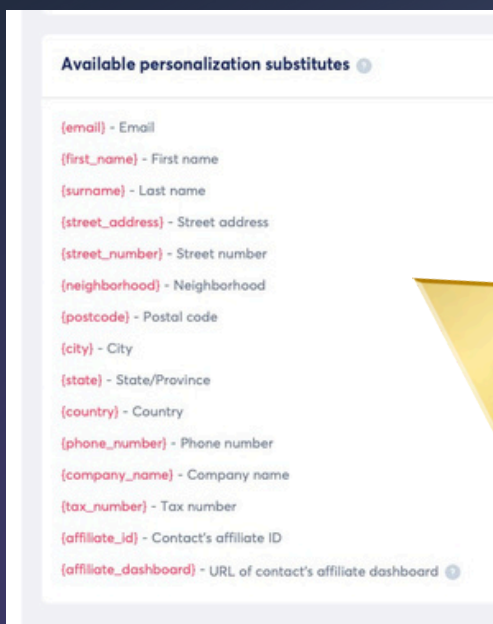 Available personalization substitutes
{email} - Email
{first_name} - First name
{surname} - Last name
{street_address} - Street address
{street_number} - Street number
{neighborhood} - Neighborhood
{postcode} - Postal code
{city} - City
{state} - State/Province
{country} - Country
{phone_number} - Phone number
{company_name} - Company name
{tax_number} - Tax number
{affiliate_id} - Contact's affiliate ID
{affiliate_dashboard} - URL of contact's affiliate dashboard